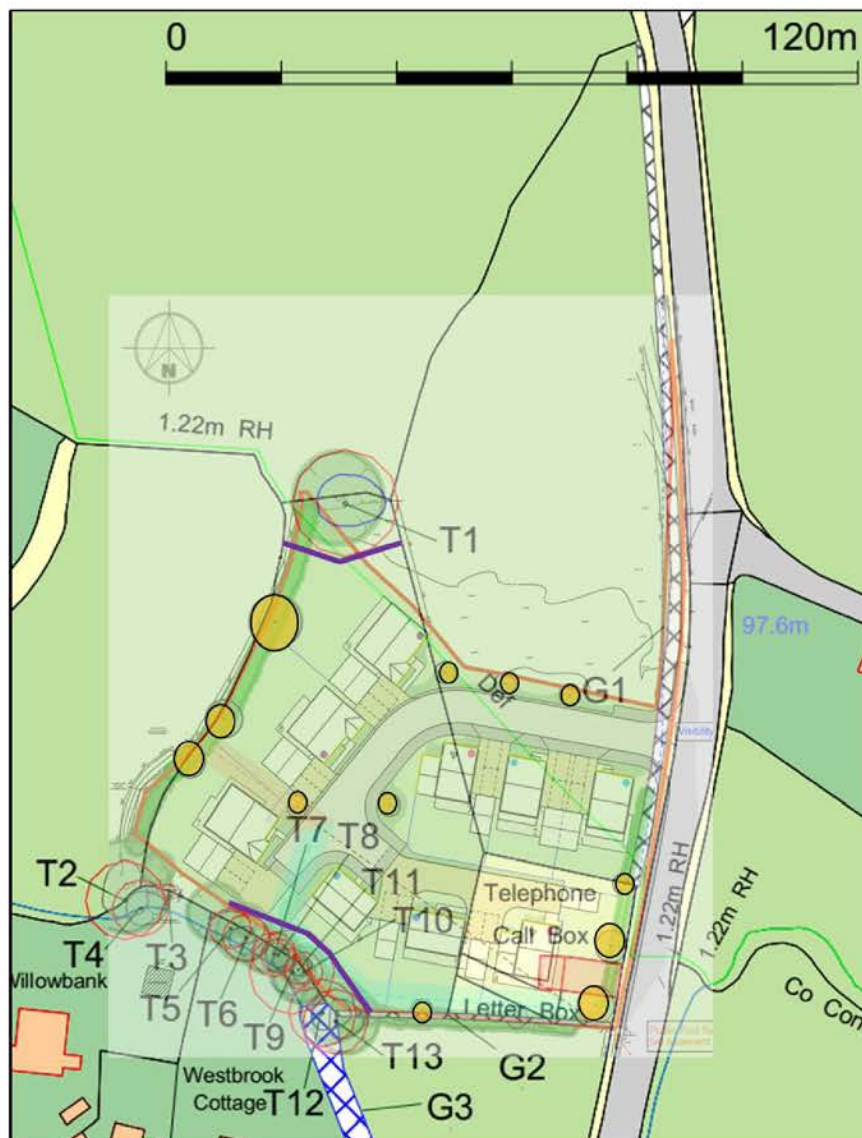 0 120m
N
1.22m RH
T1
97.6m
Def
G1
T7
T8
T2
T11
Telephone
1.22m RH
1.22m RH
T10
T4
T3
Call Box
Willowbank
T5
T6
Letter Box
Co Con
T9
T13
G2
Westbrook
Cottage
T12
G3